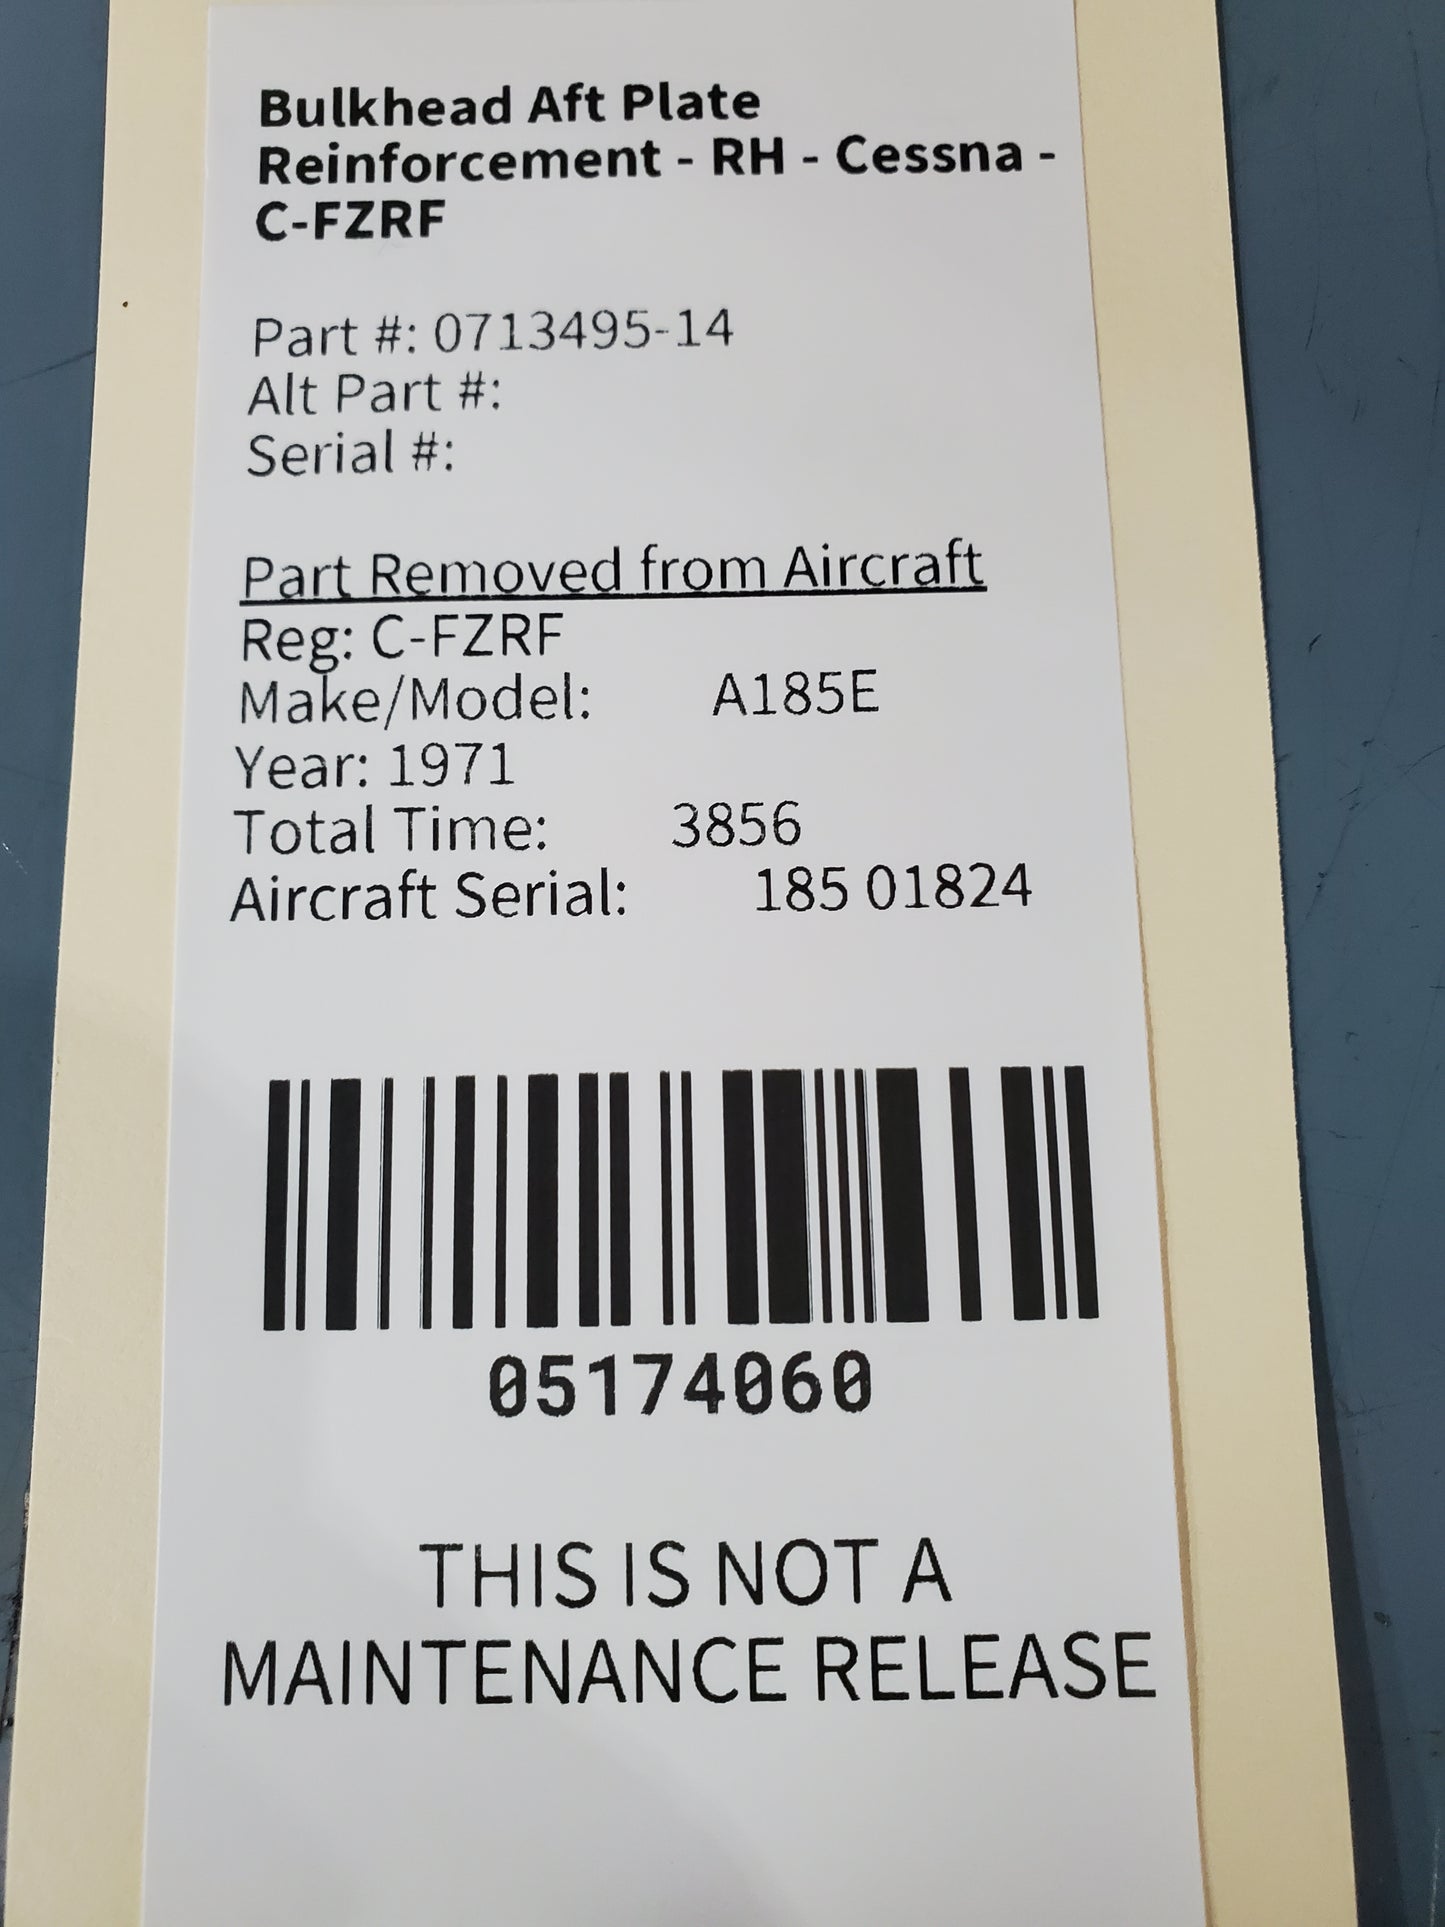 Bulkhead Aft Plate
Reinforcement - RH - Cessna -
C-FZRF
Part #: 0713495-14
Alt Part #:
Serial #:
Part Removed from Aircraft
Reg: C-FZRF
Make/Model: A185E
Year: 1971
Total Time: 3856
Aircraft Serial: 185 01824
05174060
THIS IS NOT A
MAINTENANCE RELEASE